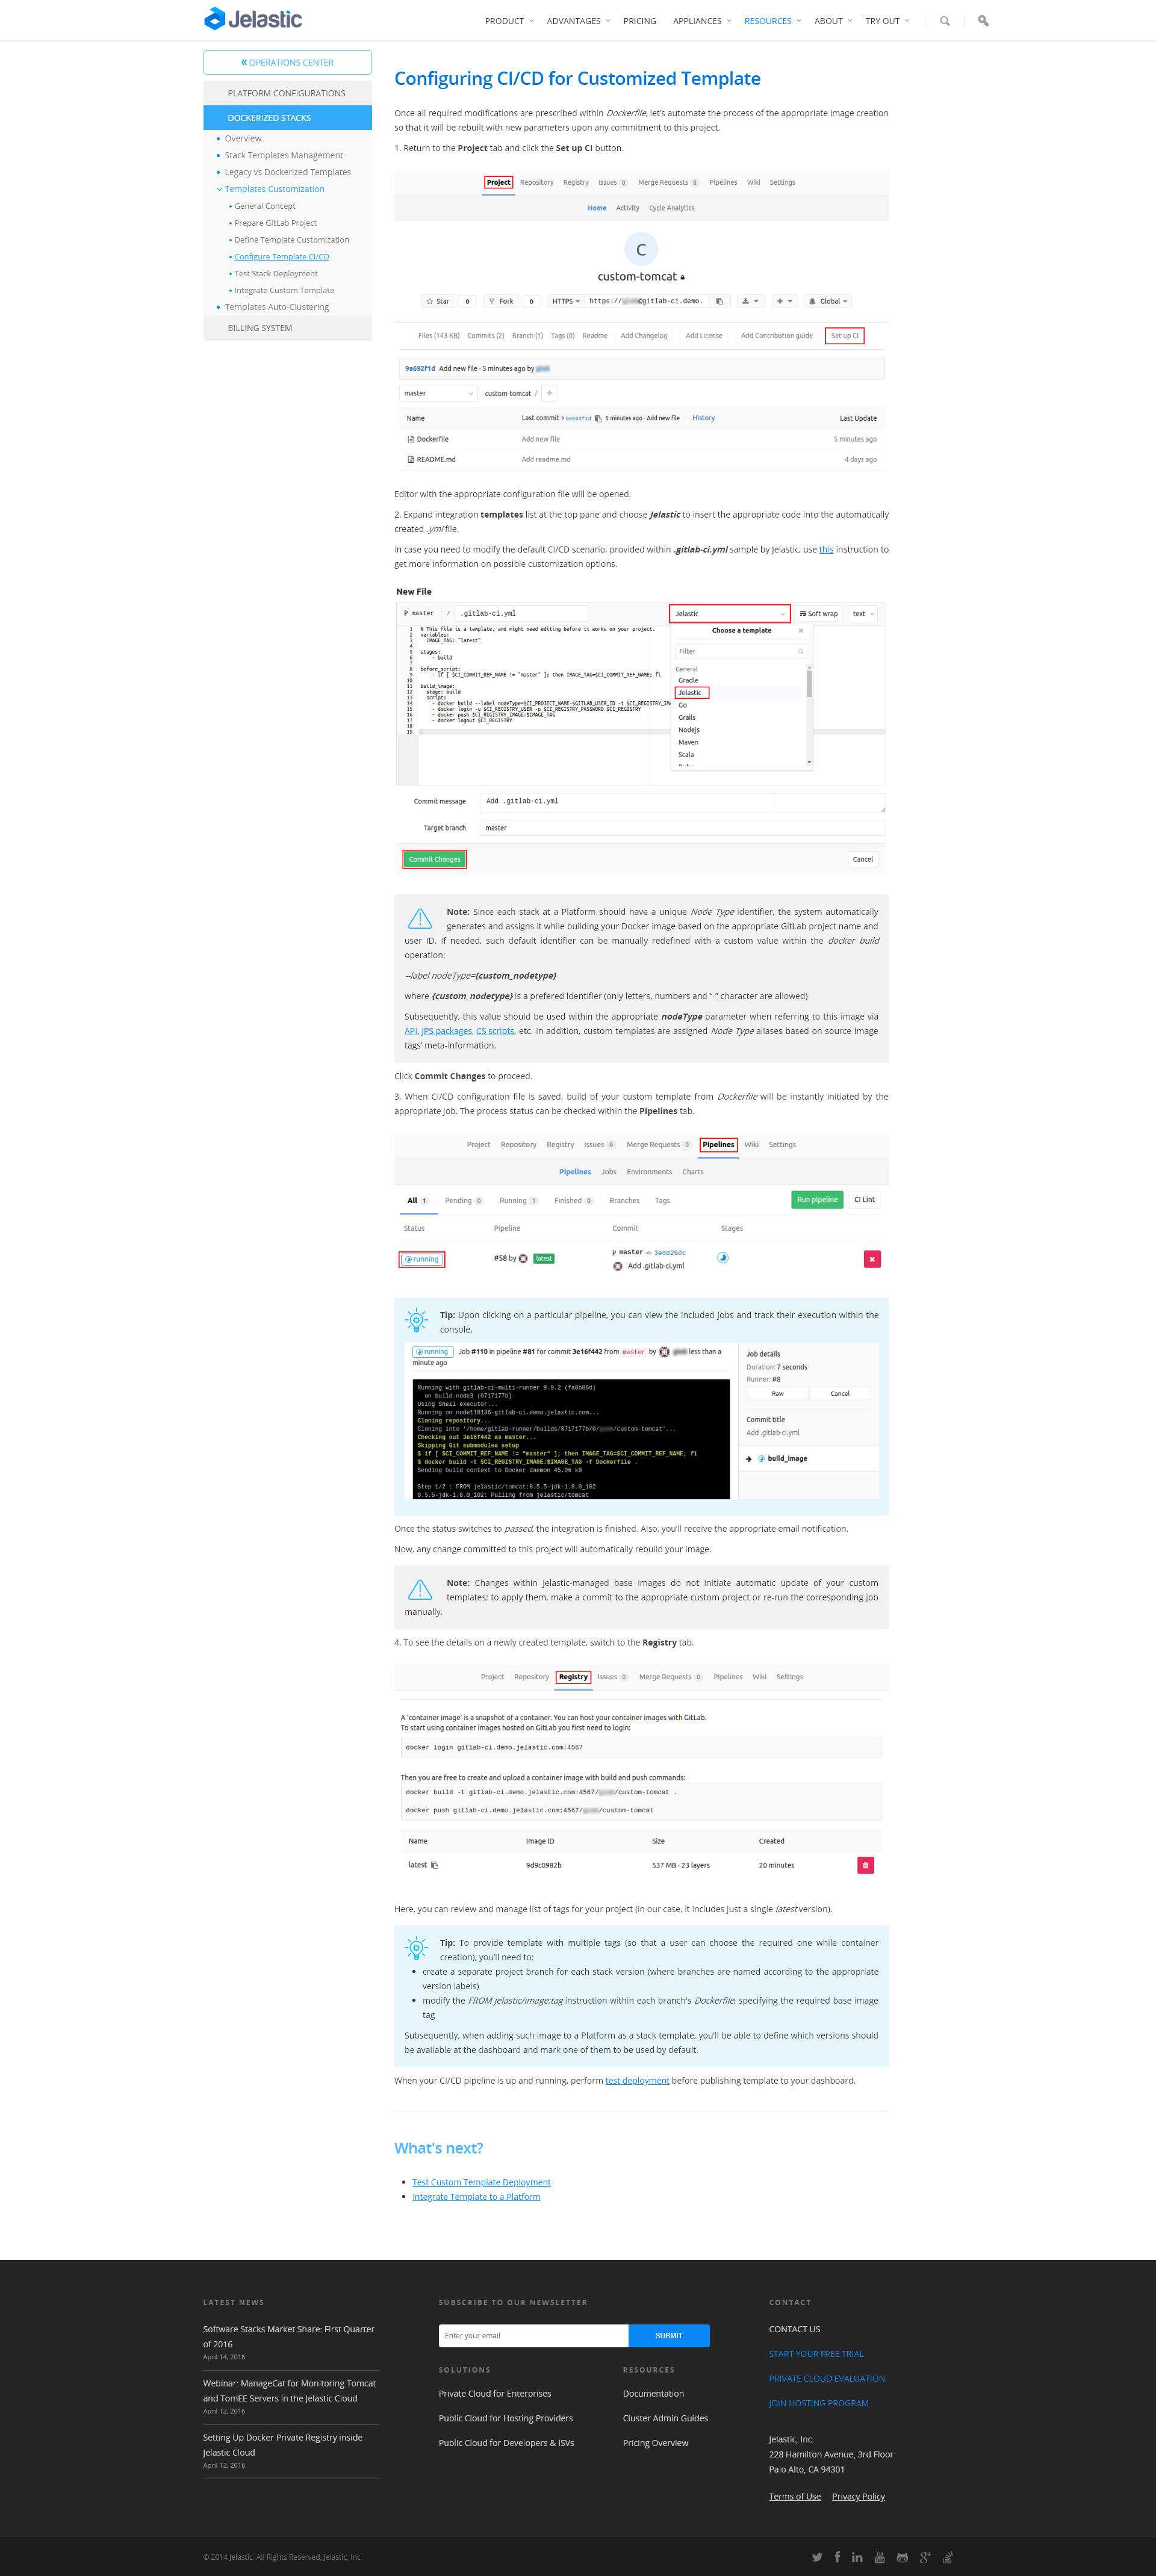 Jelastic
PRODUCT ADVANTAGES PRICING APPLIANCES RESOURCES ABOUT TRY OUT
« OPERATIONS CENTER
PLATFORM CONFIGURATIONS
DOCKERIZED STACKS
Overview
Stack Templates Management
Legacy vs Dockerized Templates
Templates Customization
General Concept
Prepare GitLab Project
Define Template Customization
Configure Template CI/CD
Test Stack Deployment
Integrate Custom Template
Templates Auto-Clustering
BILLING SYSTEM
Configuring CI/CD for Customized Template
Once all required modifications are prescribed within Dockerfile, let's automate the process of the appropriate image creation
so that it will be rebuilt with new parameters upon any commitment to this project.
1. Return to the Project tab and click the Set up CI button.
Project Repository Registry Issues 0 Merge Requests 0 Pipelines Wiki Settings
Home Activity Cycle Analytics
C
custom-tomcat
Star 0 Fork 0 HTTPS https:// @gitlab-ci.demo. Global
Files (143 KB) Commits (2) Branch (1) Tags (0) Readme Add Changelog Add License Add Contribution guide Set up CI
9a692f1d Add new file - 5 minutes ago by
master custom-tomcat / +
Name Last commit > 9a692f1d 5 minutes ago - Add new file History Last Update
Dockerfile Add new file 5 minutes ago
README.md Add readme.md 4 days ago
Editor with the appropriate configuration file will be opened.
2. Expand integration templates list at the top pane and choose Jelastic to insert the appropriate code into the automatically
created .yml file.
In case you need to modify the default CI/CD scenario, provided within .gitlab-ci.yml sample by Jelastic, use this instruction to
get more information on possible customization options.
New File
master / .gitlab-ci.yml Jelastic Soft wrap text
1 # This file is a template, and might need editing before it works on your project.
2 variables:
3 IMAGE_TAG: "latest"
4
5 stages:
6 - build
7
8 before_script:
9 - if [ $CI_COMMIT_REF_NAME != "master" ]; then IMAGE_TAG=$CI_COMMIT_REF_NAME; fi
10
11 build_image:
12 stage: build
13 script:
14 - docker build --label nodeType=$CI_PROJECT_NAME-$GITLAB_USER_ID -t $CI_REGISTRY_IM
15 - docker login -u $CI_REGISTRY_USER -p $CI_REGISTRY_PASSWORD $CI_REGISTRY
16 - docker push $CI_REGISTRY_IMAGE:$IMAGE_TAG
17 - docker logout $CI_REGISTRY
18
19
Choose a template
Filter
General
Gradle
Jelastic
Go
Grails
Nodejs
Maven
Scala
Ruby
Commit message Add .gitlab-ci.yml
Target branch master
Commit Changes Cancel
Note: Since each stack at a Platform should have a unique Node Type identifier, the system automatically
generates and assigns it while building your Docker image based on the appropriate GitLab project name and
user ID. If needed, such default identifier can be manually redefined with a custom value within the docker build
operation:
--label nodeType={custom_nodetype}
where {custom_nodetype} is a prefered identifier (only letters, numbers and "-" character are allowed)
Subsequently, this value should be used within the appropriate nodeType parameter when referring to this image via
API, JPS packages, CS scripts, etc. In addition, custom templates are assigned Node Type aliases based on source image
tags' meta-information.
Click Commit Changes to proceed.
3. When CI/CD configuration file is saved, build of your custom template from Dockerfile will be instantly initiated by the
appropriate job. The process status can be checked within the Pipelines tab.
Project Repository Registry Issues 0 Merge Requests 0 Pipelines Wiki Settings
Pipelines Jobs Environments Charts
All 1 Pending 0 Running 1 Finished 0 Branches Tags Run pipeline CI Lint
Status Pipeline Commit Stages
running #58 by latest master 3edd26dc
Add .gitlab-ci.yml
Tip: Upon clicking on a particular pipeline, you can view the included jobs and track their execution within the
console.
running Job #110 in pipeline #81 for commit 3e16f442 from master by less than a
minute ago
Running with gitlab-ci-multi-runner 9.0.2 (fa8b86d)
on build-node3 (0717177b)
Using Shell executor...
Running on node118136-gitlab-ci.demo.jelastic.com...
Cloning repository...
Cloning into '/home/gitlab-runner/builds/0717177b/0/ /custom-tomcat'...
Checking out 3e16f442 as master...
Skipping Git submodules setup
$ if [ $CI_COMMIT_REF_NAME != "master" ]; then IMAGE_TAG=$CI_COMMIT_REF_NAME; fi
$ docker build -t $CI_REGISTRY_IMAGE:$IMAGE_TAG -f Dockerfile .
Sending build context to Docker daemon 45.06 kB
Step 1/2 : FROM jelastic/tomcat:8.5.5-jdk-1.8.0_102
8.5.5-jdk-1.8.0_102: Pulling from jelastic/tomcat
Job details
Duration: 7 seconds
Runner: #8
Raw Cancel
Commit title
Add .gitlab-ci.yml
build_image
Once the status switches to passed, the integration is finished. Also, you'll receive the appropriate email notification.
Now, any change committed to this project will automatically rebuild your image.
Note: Changes within Jelastic-managed base images do not initiate automatic update of your custom
templates; to apply them, make a commit to the appropriate custom project or re-run the corresponding job
manually.
4. To see the details on a newly created template, switch to the Registry tab.
Project Repository Registry Issues 0 Merge Requests 0 Pipelines Wiki Settings
A 'container image' is a snapshot of a container. You can host your container images with GitLab.
To start using container images hosted on GitLab you first need to login:
docker login gitlab-ci.demo.jelastic.com:4567
Then you are free to create and upload a container image with build and push commands:
docker build -t gitlab-ci.demo.jelastic.com:4567/ /custom-tomcat .
docker push gitlab-ci.demo.jelastic.com:4567/ /custom-tomcat
Name Image ID Size Created
latest 9d9c0982b 537 MB · 23 layers 20 minutes
Here, you can review and manage list of tags for your project (in our case, it includes just a single latest version).
Tip: To provide template with multiple tags (so that a user can choose the required one while container
creation), you'll need to:
create a separate project branch for each stack version (where branches are named according to the appropriate
version labels)
modify the FROM jelastic/image:tag instruction within each branch's Dockerfile, specifying the required base image
tag
Subsequently, when adding such image to a Platform as a stack template, you'll be able to define which versions should
be available at the dashboard and mark one of them to be used by default.
When your CI/CD pipeline is up and running, perform test deployment before publishing template to your dashboard.
What's next?
Test Custom Template Deployment
Integrate Template to a Platform
LATEST NEWS
Software Stacks Market Share: First Quarter
of 2016
April 14, 2016
Webinar: ManageCat for Monitoring Tomcat
and TomEE Servers in the Jelastic Cloud
April 12, 2016
Setting Up Docker Private Registry inside
Jelastic Cloud
April 12, 2016
SUBSCRIBE TO OUR NEWSLETTER
Enter your email SUBMIT
SOLUTIONS
Private Cloud for Enterprises
Public Cloud for Hosting Providers
Public Cloud for Developers & ISVs
RESOURCES
Documentation
Cluster Admin Guides
Pricing Overview
CONTACT
CONTACT US
START YOUR FREE TRIAL
PRIVATE CLOUD EVALUATION
JOIN HOSTING PROGRAM
Jelastic, Inc.
228 Hamilton Avenue, 3rd Floor
Palo Alto, CA 94301
Terms of Use Privacy Policy
© 2014 Jelastic. All Rights Reserved, Jelastic, Inc.